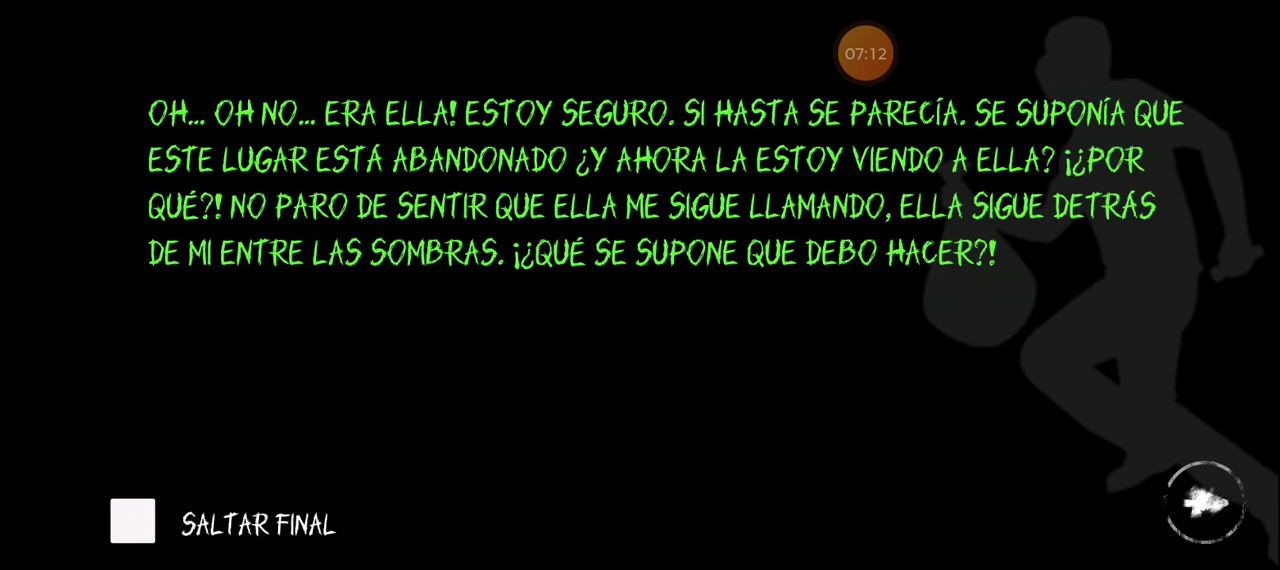 07:12
OH... OH NO... ERA ELLA! ESTOY SEGURO. SI HASTA SE PARECÍA. SE SUPONÍA QUE
ESTE LUGAR ESTÁ ABANDONADO ¿Y AHORA LA ESTOY VIENDO A ELLA? ¡¿POR
QUÉ?! NO PARO DE SENTIR QUE ELLA ME SIGUE LLAMANDO, ELLA SIGUE DETRÁS
DE MI ENTRE LAS SOMBRAS. ¡¿QUÉ SE SUPONE QUE DEBO HACER?!
SALTAR FINAL